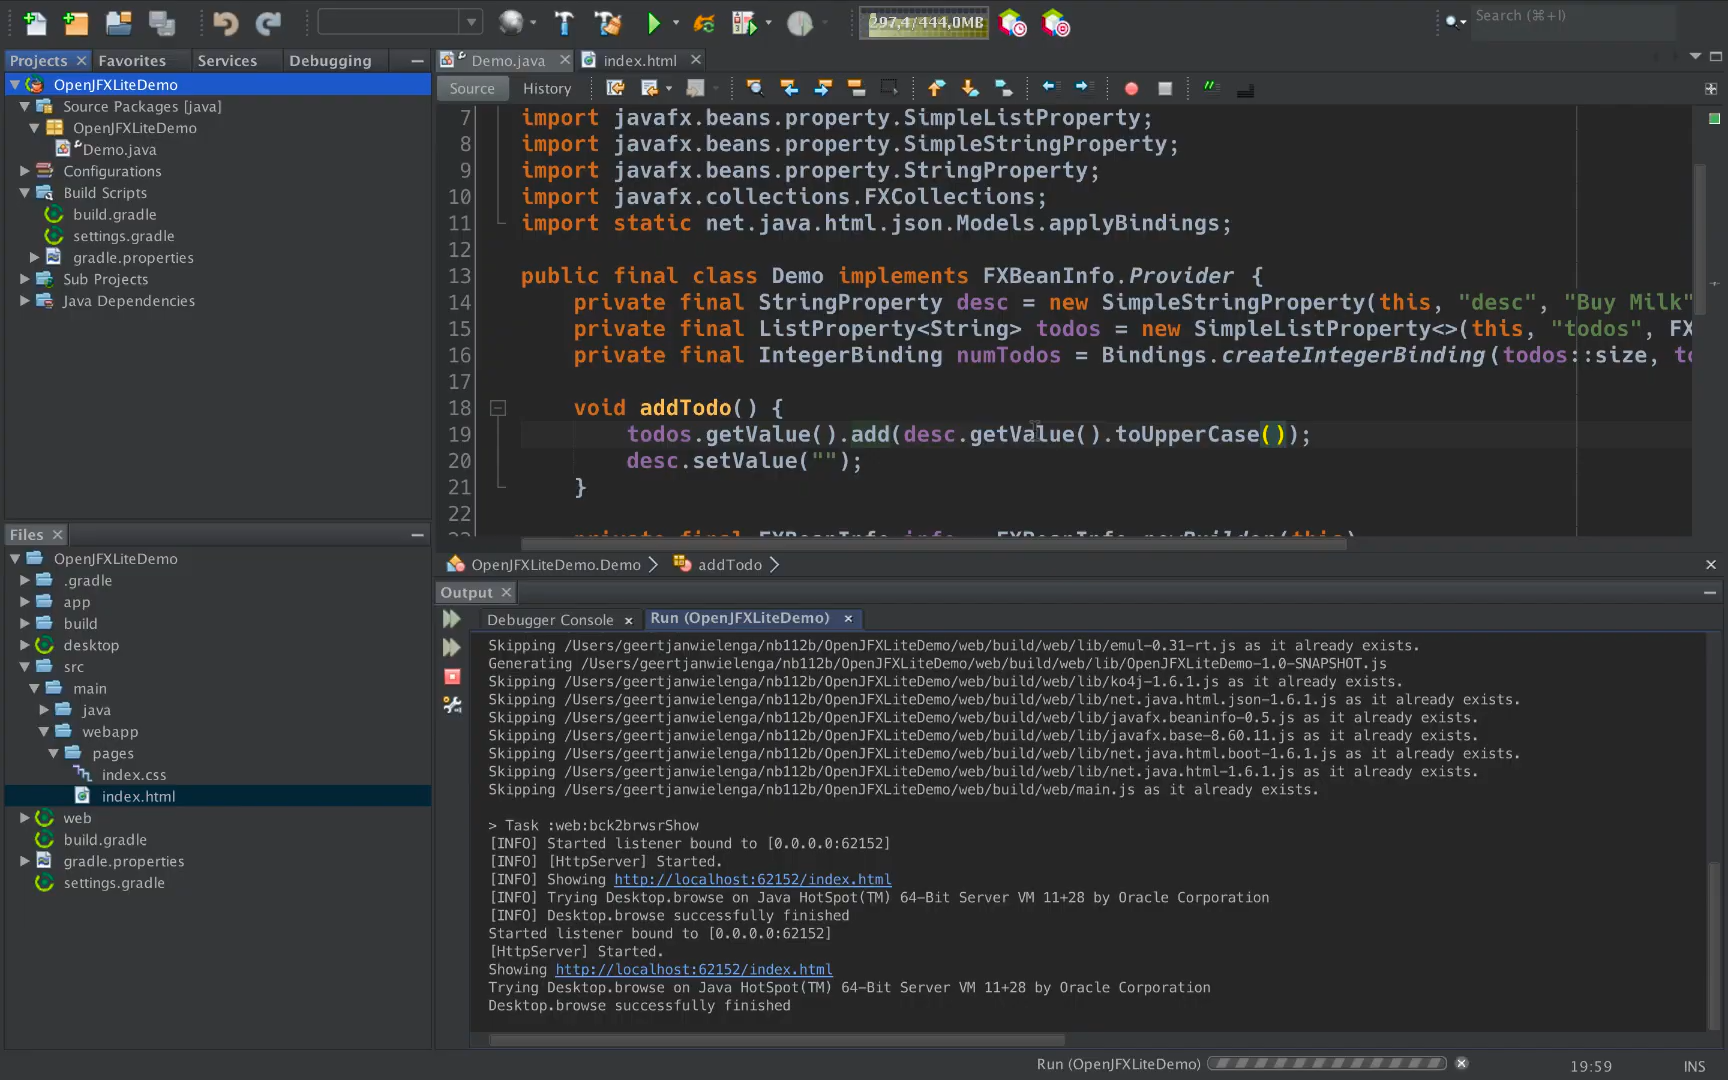 297,4/444,0MB
Search (⌘+I)
Projects
Favorites
Services
Debugging
OpenJFXLiteDemo
Source Packages [java]
OpenJFXLiteDemo
Demo.java
Configurations
Build Scripts
build.gradle
settings.gradle
gradle.properties
Sub Projects
Java Dependencies
Files
OpenJFXLiteDemo
.gradle
app
build
desktop
src
main
java
webapp
pages
index.css
index.html
web
build.gradle
gradle.properties
settings.gradle
Demo.java
index.html
Source
History
7 import javafx.beans.property.SimpleListProperty;
8 import javafx.beans.property.SimpleStringProperty;
9 import javafx.beans.property.StringProperty;
10 import javafx.collections.FXCollections;
11 import static net.java.html.json.Models.applyBindings;
12
13 public final class Demo implements FXBeanInfo.Provider {
14 private final StringProperty desc = new SimpleStringProperty(this, "desc", "Buy Milk"
15 private final ListProperty<String> todos = new SimpleListProperty<>(this, "todos", FX
16 private final IntegerBinding numTodos = Bindings.createIntegerBinding(todos::size, to
17
18 void addTodo() {
19 todos.getValue().add(desc.getValue().toUpperCase());
20 desc.setValue("");
21 }
22
private final FXBeanInfo info = FXBeanInfo.newBuilder(this)
OpenJFXLiteDemo.Demo
addTodo
Output
Debugger Console
Run (OpenJFXLiteDemo)
Skipping /Users/geertjanwielenga/nb112b/OpenJFXLiteDemo/web/build/web/lib/emul-0.31-rt.js as it already exists.
Generating /Users/geertjanwielenga/nb112b/OpenJFXLiteDemo/web/build/web/lib/OpenJFXLiteDemo-1.0-SNAPSHOT.js
Skipping /Users/geertjanwielenga/nb112b/OpenJFXLiteDemo/web/build/web/lib/ko4j-1.6.1.js as it already exists.
Skipping /Users/geertjanwielenga/nb112b/OpenJFXLiteDemo/web/build/web/lib/net.java.html.json-1.6.1.js as it already exists.
Skipping /Users/geertjanwielenga/nb112b/OpenJFXLiteDemo/web/build/web/lib/javafx.beaninfo-0.5.js as it already exists.
Skipping /Users/geertjanwielenga/nb112b/OpenJFXLiteDemo/web/build/web/lib/javafx.base-8.60.11.js as it already exists.
Skipping /Users/geertjanwielenga/nb112b/OpenJFXLiteDemo/web/build/web/lib/net.java.html.boot-1.6.1.js as it already exists.
Skipping /Users/geertjanwielenga/nb112b/OpenJFXLiteDemo/web/build/web/lib/net.java.html-1.6.1.js as it already exists.
Skipping /Users/geertjanwielenga/nb112b/OpenJFXLiteDemo/web/build/web/main.js as it already exists.
> Task :web:bck2brwsrShow
[INFO] Started listener bound to [0.0.0.0:62152]
[INFO] [HttpServer] Started.
[INFO] Showing http://localhost:62152/index.html
[INFO] Trying Desktop.browse on Java HotSpot(TM) 64-Bit Server VM 11+28 by Oracle Corporation
[INFO] Desktop.browse successfully finished
Started listener bound to [0.0.0.0:62152]
[HttpServer] Started.
Showing http://localhost:62152/index.html
Trying Desktop.browse on Java HotSpot(TM) 64-Bit Server VM 11+28 by Oracle Corporation
Desktop.browse successfully finished
Run (OpenJFXLiteDemo)
19:59
INS